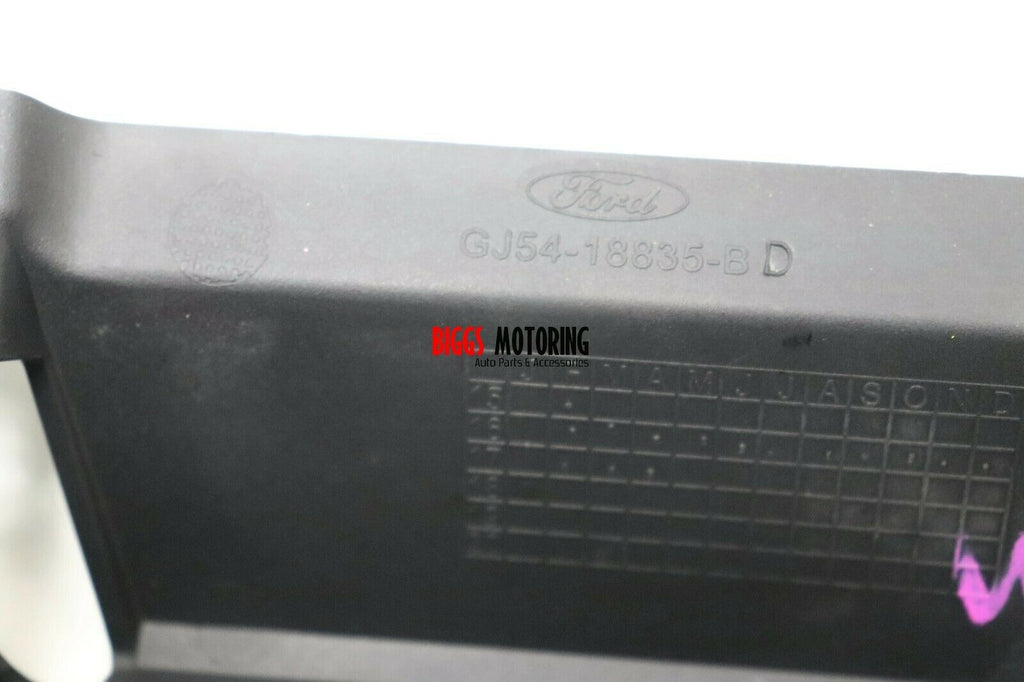 Ford
GJ54-18835-B D
BIGGS MOTORING
Auto Parts & Accessories
J F M A M J J A S O N D